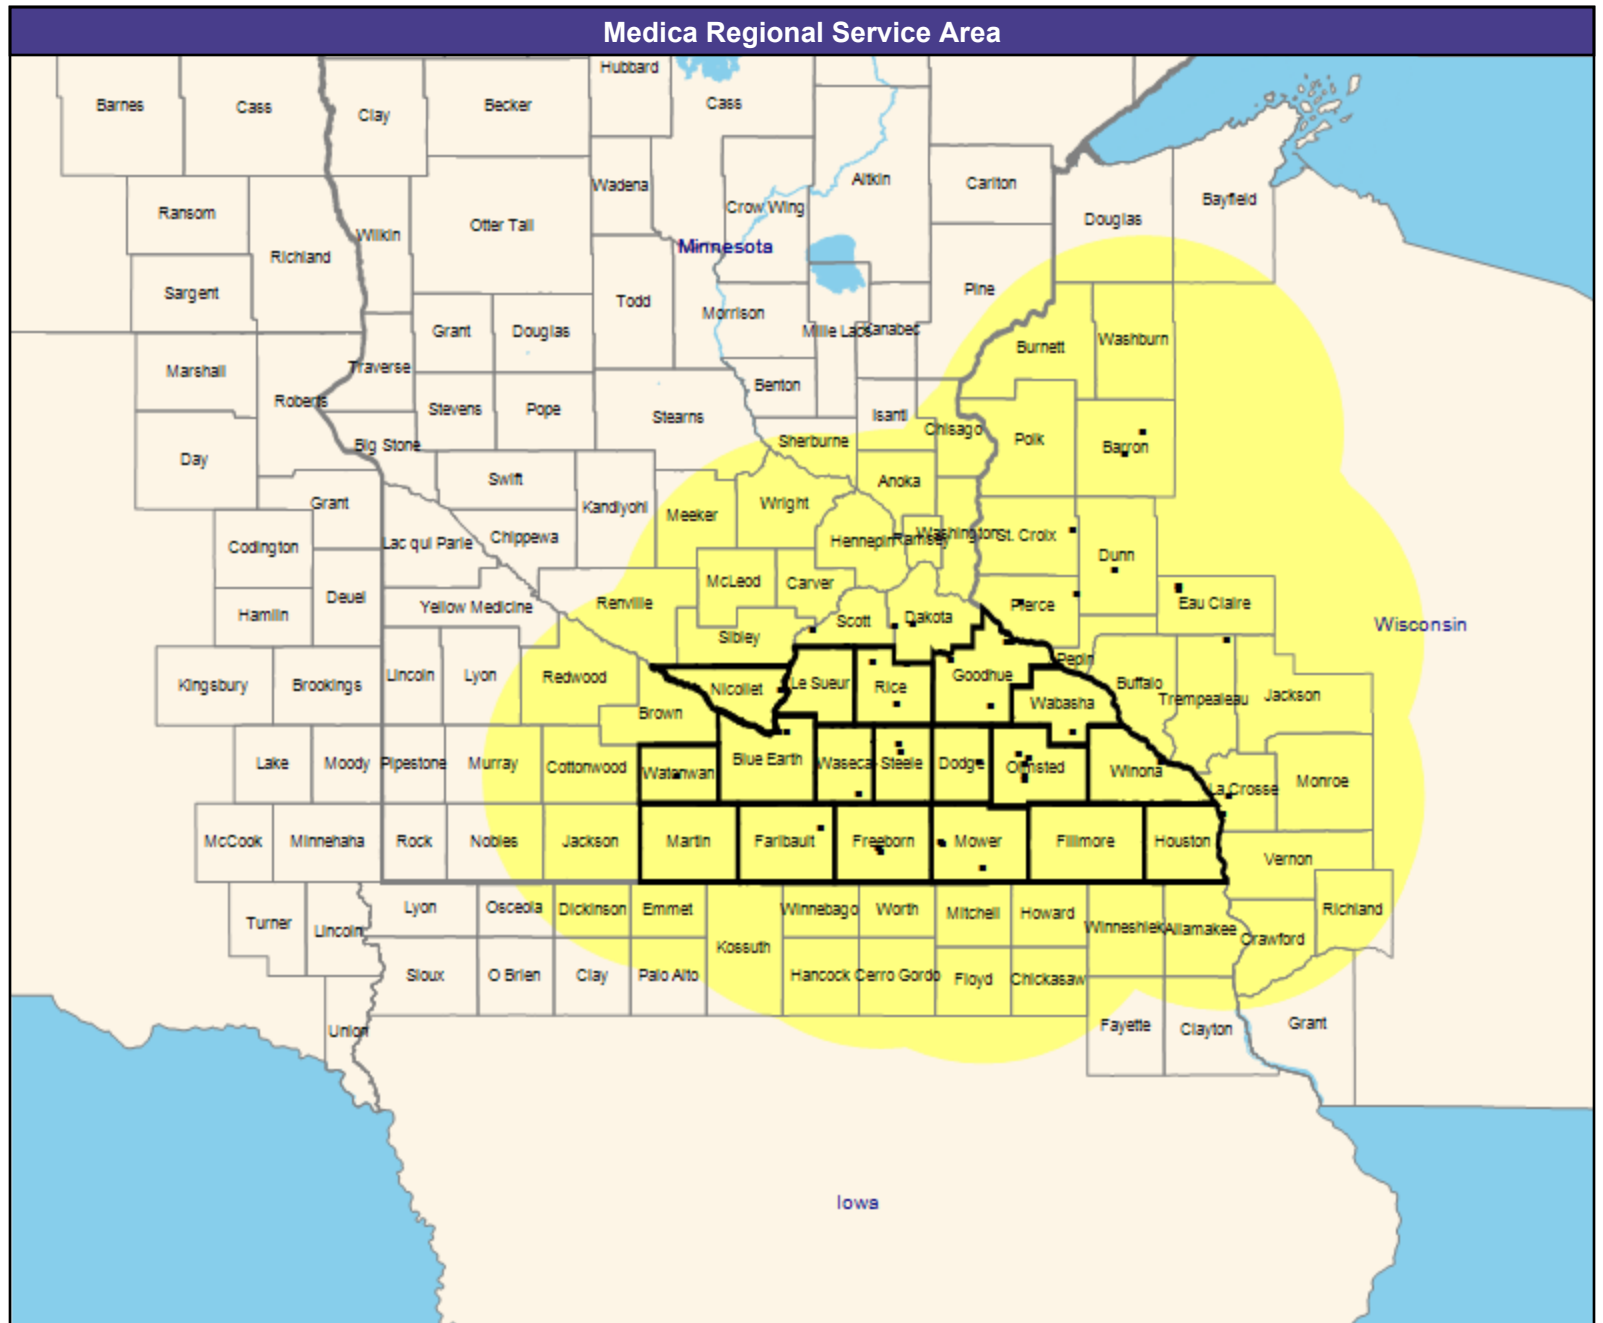 Medica Regional Service Area
Hubbard
Barnes
Cass
Clay
Becker
Cass
Wadena
Aitkin
Carlton
Crow Wing
Bayfield
Ransom
Otter Tail
Douglas
Wilkin
Minnesota
Richland
Sargent
Todd
Pine
Morrison
Grant
Douglas
Mille Lacs
Kanabec
Burnett
Washburn
Marshall
Traverse
Benton
Roberts
Stevens
Pope
Stearns
Isanti
Chisago
Polk
Barron
Big Stone
Sherburne
Day
Swift
Anoka
Grant
Kandiyohi
Meeker
Wright
Codington
Lac qui Parle
Chippewa
Hennepin
Ramsey
Washington
St. Croix
Dunn
McLeod
Carver
Deuel
Hamlin
Yellow Medicine
Renville
Scott
Dakota
Pierce
Eau Claire
Sibley
Wisconsin
Pepin
Kingsbury
Brookings
Lincoln
Lyon
Redwood
Nicollet
Le Sueur
Rice
Goodhue
Wabasha
Buffalo
Trempealeau
Jackson
Brown
Lake
Moody
Pipestone
Murray
Cottonwood
Watonwan
Blue Earth
Waseca
Steele
Dodge
Olmsted
Winona
La Crosse
Monroe
McCook
Minnehaha
Rock
Nobles
Jackson
Martin
Faribault
Freeborn
Mower
Fillmore
Houston
Vernon
Turner
Lincoln
Lyon
Osceola
Dickinson
Emmet
Kossuth
Winnebago
Worth
Mitchell
Howard
Winneshiek
Allamakee
Crawford
Richland
Sioux
O Brien
Clay
Palo Alto
Hancock
Cerro Gordo
Floyd
Chickasaw
Union
Fayette
Clayton
Grant
Iowa